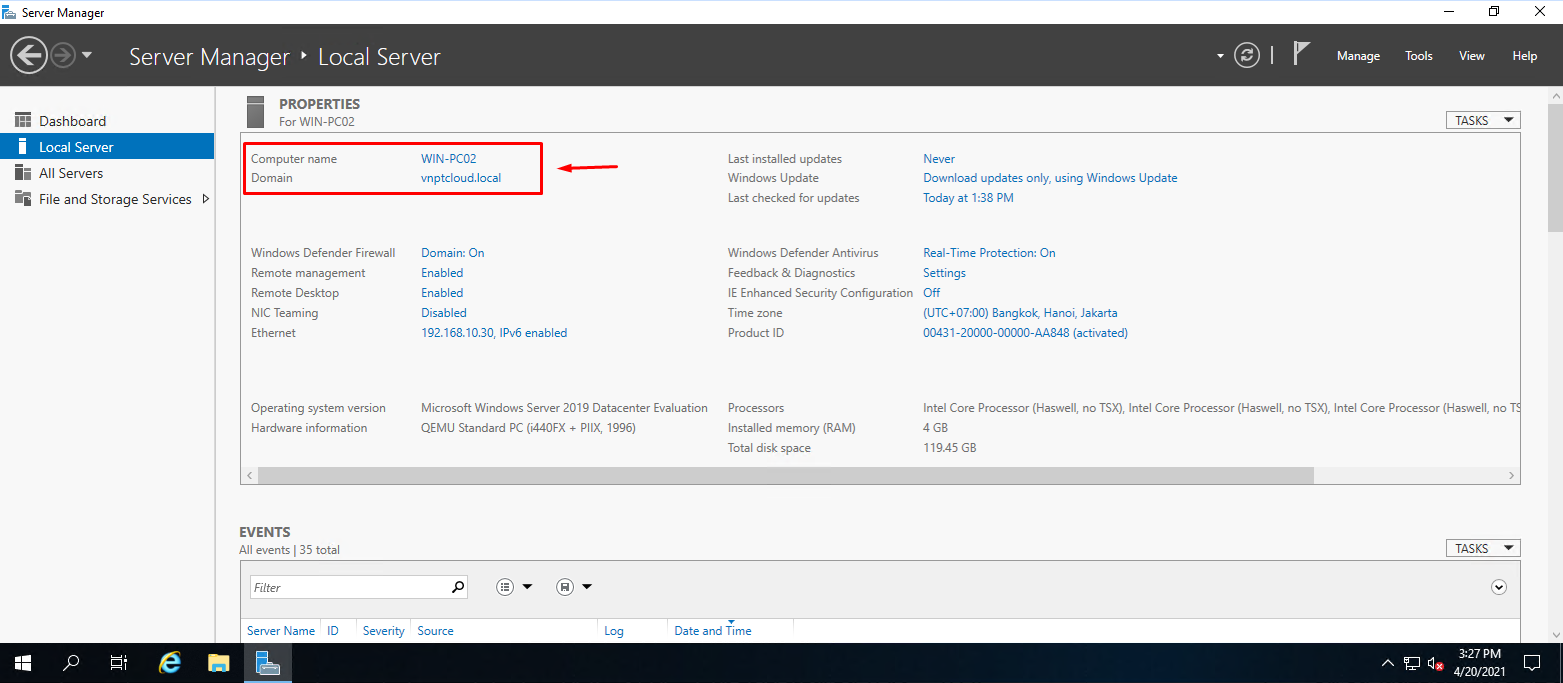 Server Manager
Server Manager ‣ Local Server
Manage Tools View Help
Dashboard
Local Server
All Servers
File and Storage Services
PROPERTIES
For WIN-PC02
TASKS
Computer name WIN-PC02
Domain vnptcloud.local
Last installed updates Never
Windows Update Download updates only, using Windows Update
Last checked for updates Today at 1:38 PM
Windows Defender Firewall Domain: On
Remote management Enabled
Remote Desktop Enabled
NIC Teaming Disabled
Ethernet 192.168.10.30, IPv6 enabled
Windows Defender Antivirus Real-Time Protection: On
Feedback & Diagnostics Settings
IE Enhanced Security Configuration Off
Time zone (UTC+07:00) Bangkok, Hanoi, Jakarta
Product ID 00431-20000-00000-AA848 (activated)
Operating system version Microsoft Windows Server 2019 Datacenter Evaluation
Hardware information QEMU Standard PC (i440FX + PIIX, 1996)
Processors Intel Core Processor (Haswell, no TSX), Intel Core Processor (Haswell, no TSX), Intel Core Processor (Haswell, no TS
Installed memory (RAM) 4 GB
Total disk space 119.45 GB
EVENTS
All events | 35 total
TASKS
Filter
Server Name ID Severity Source Log Date and Time
3:27 PM
4/20/2021